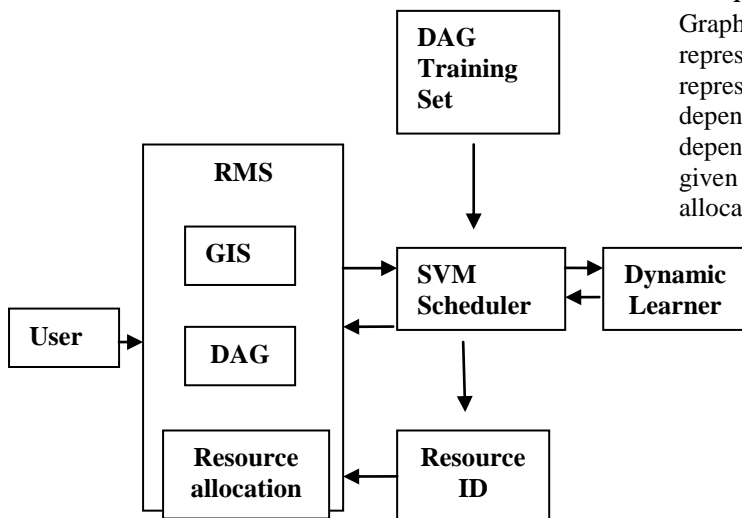 DAG
Training
Set
Graph
repres
repres
depen
depen
given
alloca
RMS
GIS
SVM
Scheduler
Dynamic
Learner
User
DAG
Resource
allocation
Resource
ID